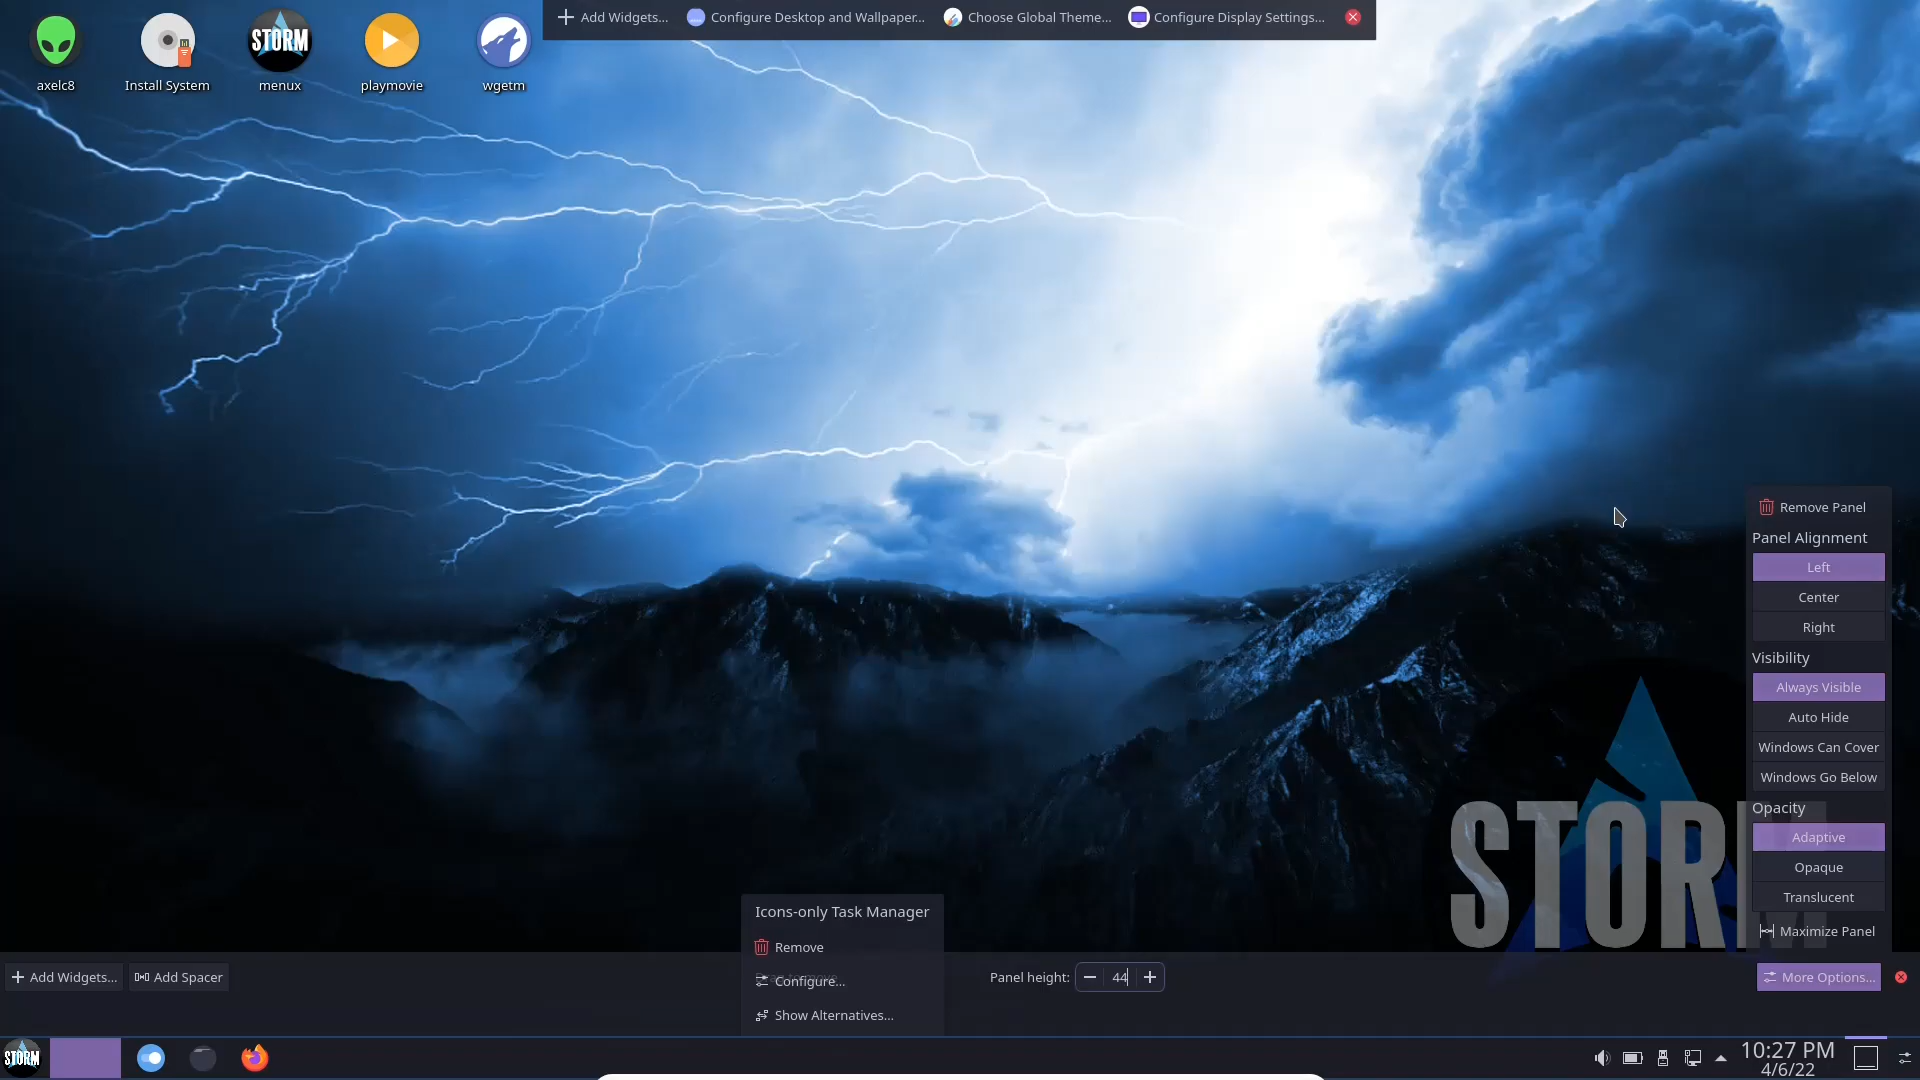 Add Widgets...
Configure Desktop and Wallpaper...
Choose Global Theme...
Configure Display Settings...
STORM
axelc8
Install System
menux
playmovie
wgetm
Remove Panel
Panel Alignment
Left
Center
Right
Visibility
Always Visible
Auto Hide
Windows Can Cover
Windows Go Below
Opacity
Adaptive
Opaque
Translucent
Maximize Panel
STORM
Icons-only Task Manager
Remove
Configure...
Show Alternatives...
Add Widgets...
Add Spacer
Panel height:
44
More Options...
STORM
10:27 PM
4/6/22